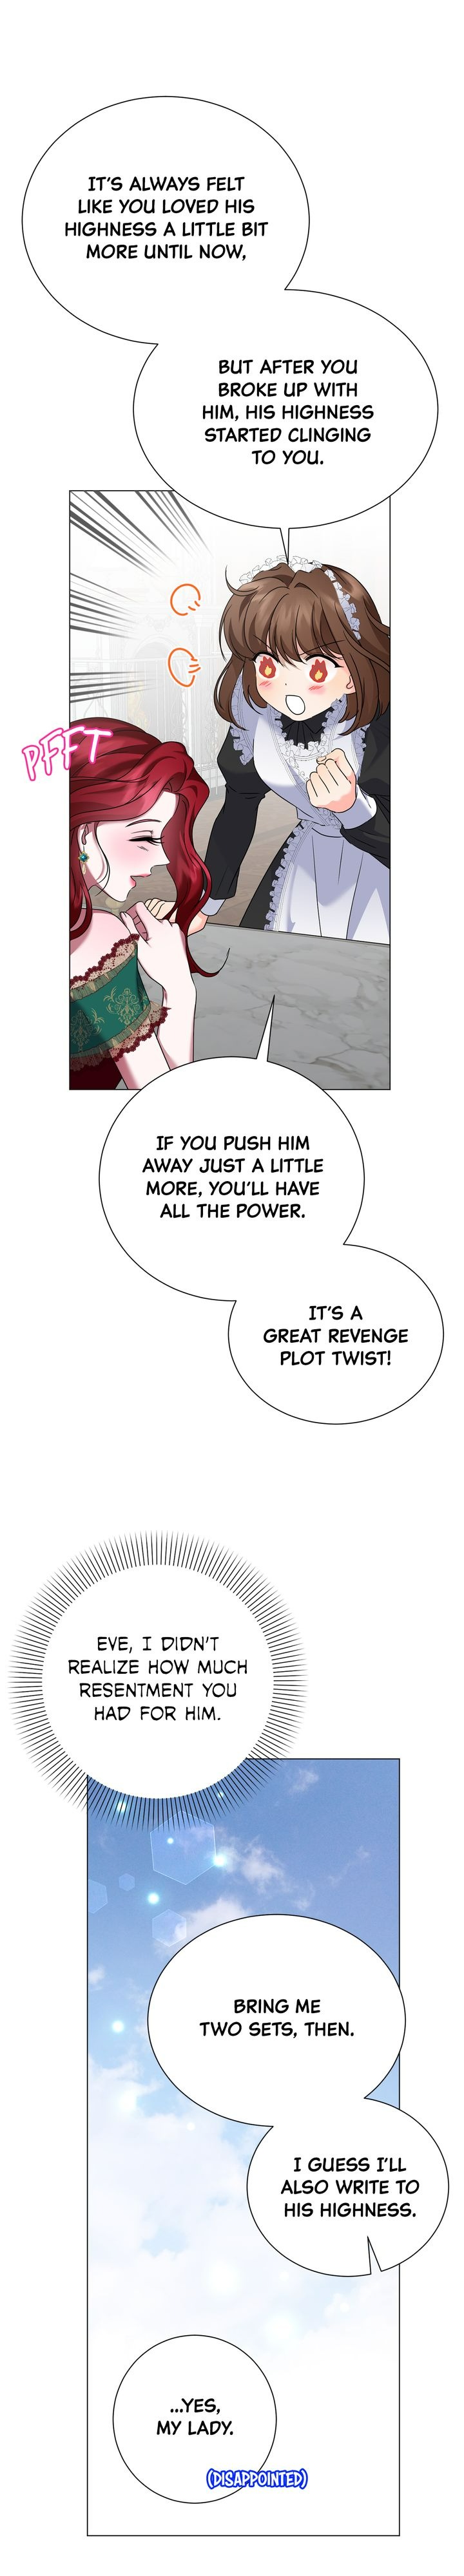 IT'S ALWAYS FELT
LIKE YOU LOVED HIS
HIGHNESS A LITTLE BIT
MORE UNTIL NOW,
BUT AFTER YOU
BROKE UP WITH
HIM, HIS HIGHNESS
STARTED CLINGING
TO YOU.
PFFT
IF YOU PUSH HIM
AWAY JUST A LITTLE
MORE, YOU'LL HAVE
ALL THE POWER.
IT'S A
GREAT REVENGE
PLOT TWIST!
EVE, I DIDN'T
REALIZE HOW MUCH
RESENTMENT YOU
HAD FOR HIM.
BRING ME
TWO SETS, THEN.
I GUESS I'LL
ALSO WRITE TO
HIS HIGHNESS.
...YES,
MY LADY.
(DISAPPOINTED)